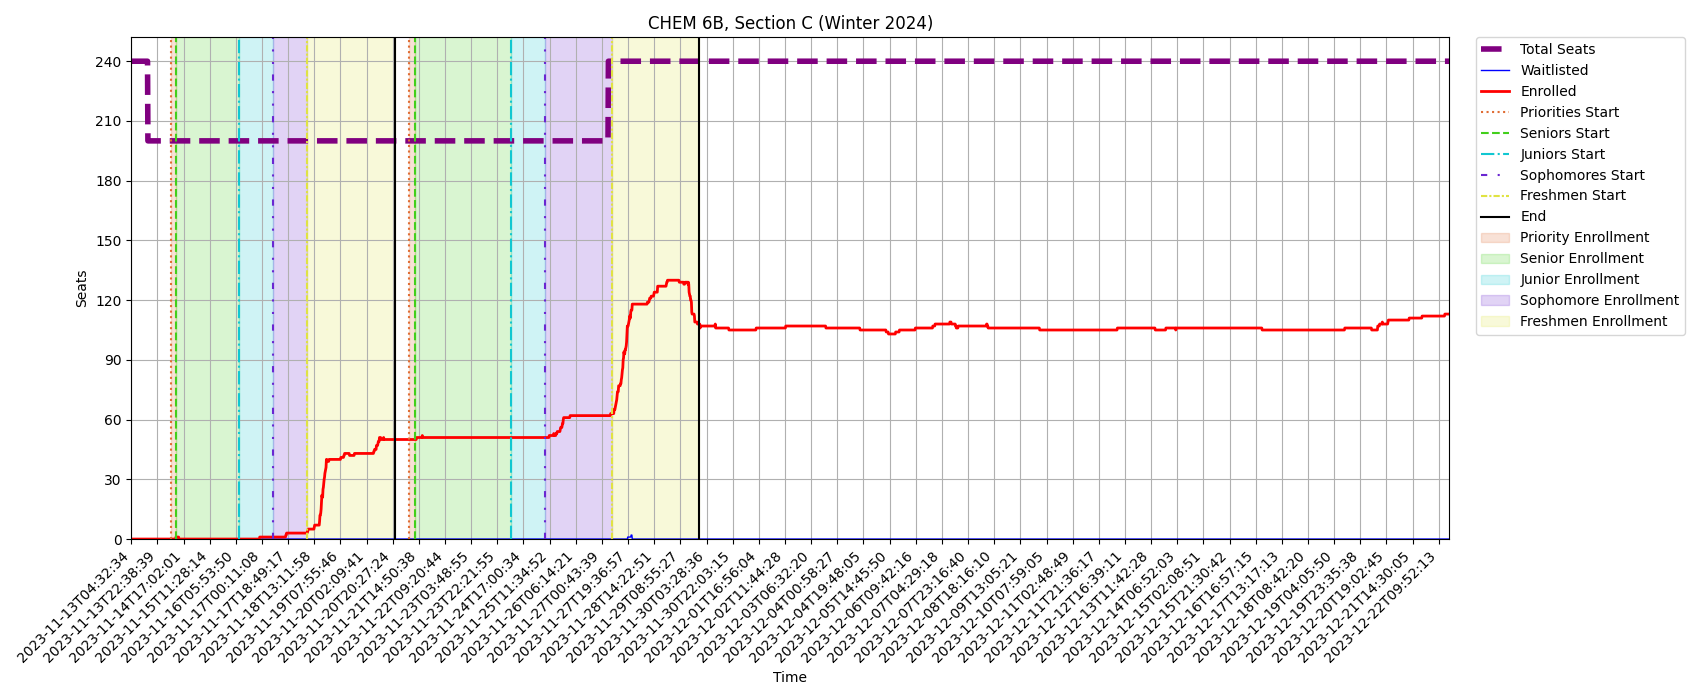 CHEM 6B, Section C (Winter 2024)
Seats
240
210
180
150
120
90
60
30
0
2023-11-13T04:32:34
2023-11-13T22:38:39
2023-11-14T17:02:01
2023-11-15T11:28:14
2023-11-16T05:53:50
2023-11-17T00:11:08
2023-11-17T18:49:17
2023-11-18T13:11:58
2023-11-19T07:55:46
2023-11-20T02:09:41
2023-11-20T20:27:24
2023-11-21T14:50:38
2023-11-22T09:20:44
2023-11-23T03:48:55
2023-11-23T22:21:55
2023-11-24T17:00:34
2023-11-25T11:34:52
2023-11-26T06:14:21
2023-11-27T00:43:39
2023-11-27T19:36:57
2023-11-28T14:22:51
2023-11-29T08:55:27
2023-11-30T03:28:36
2023-11-30T22:03:15
2023-12-01T16:56:04
2023-12-02T11:44:28
2023-12-03T06:32:20
2023-12-04T00:58:27
2023-12-04T19:48:05
2023-12-05T14:45:50
2023-12-06T09:42:16
2023-12-07T04:29:18
2023-12-07T23:16:40
2023-12-08T18:16:10
2023-12-09T13:05:21
2023-12-10T07:59:05
2023-12-11T02:48:49
2023-12-11T21:36:17
2023-12-12T16:39:11
2023-12-13T11:42:28
2023-12-14T06:52:03
2023-12-15T02:08:51
2023-12-15T21:30:42
2023-12-16T16:57:15
2023-12-17T13:17:13
2023-12-18T08:42:20
2023-12-19T04:05:50
2023-12-19T23:35:38
2023-12-20T19:02:45
2023-12-21T14:30:05
2023-12-22T09:52:13
Time
Total Seats
Waitlisted
Enrolled
Priorities Start
Seniors Start
Juniors Start
Sophomores Start
Freshmen Start
End
Priority Enrollment
Senior Enrollment
Junior Enrollment
Sophomore Enrollment
Freshmen Enrollment